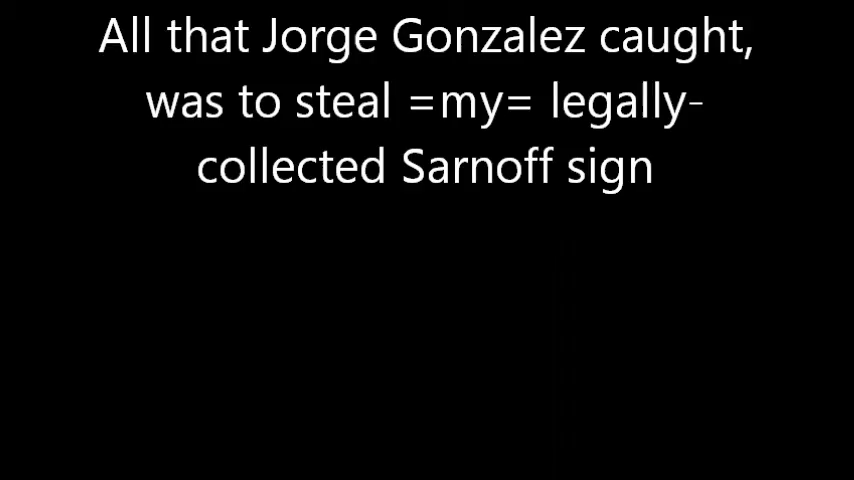 All that Jorge Gonzalez caught,
was to steal =my= legally-
collected Sarnoff sign